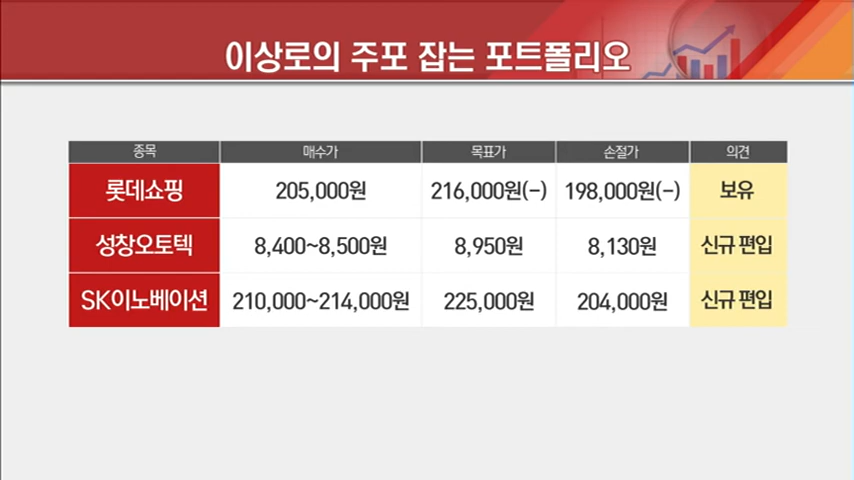 이상로의 주포 잡는 포트폴리오
종목 매수가 목표가 손절가 의견
롯데쇼핑 205,000원 216,000원(-) 198,000원(-) 보유
성창오토텍 8,400~8,500원 8,950원 8,130원 신규 편입
SK이노베이션 210,000~214,000원 225,000원 204,000원 신규 편입